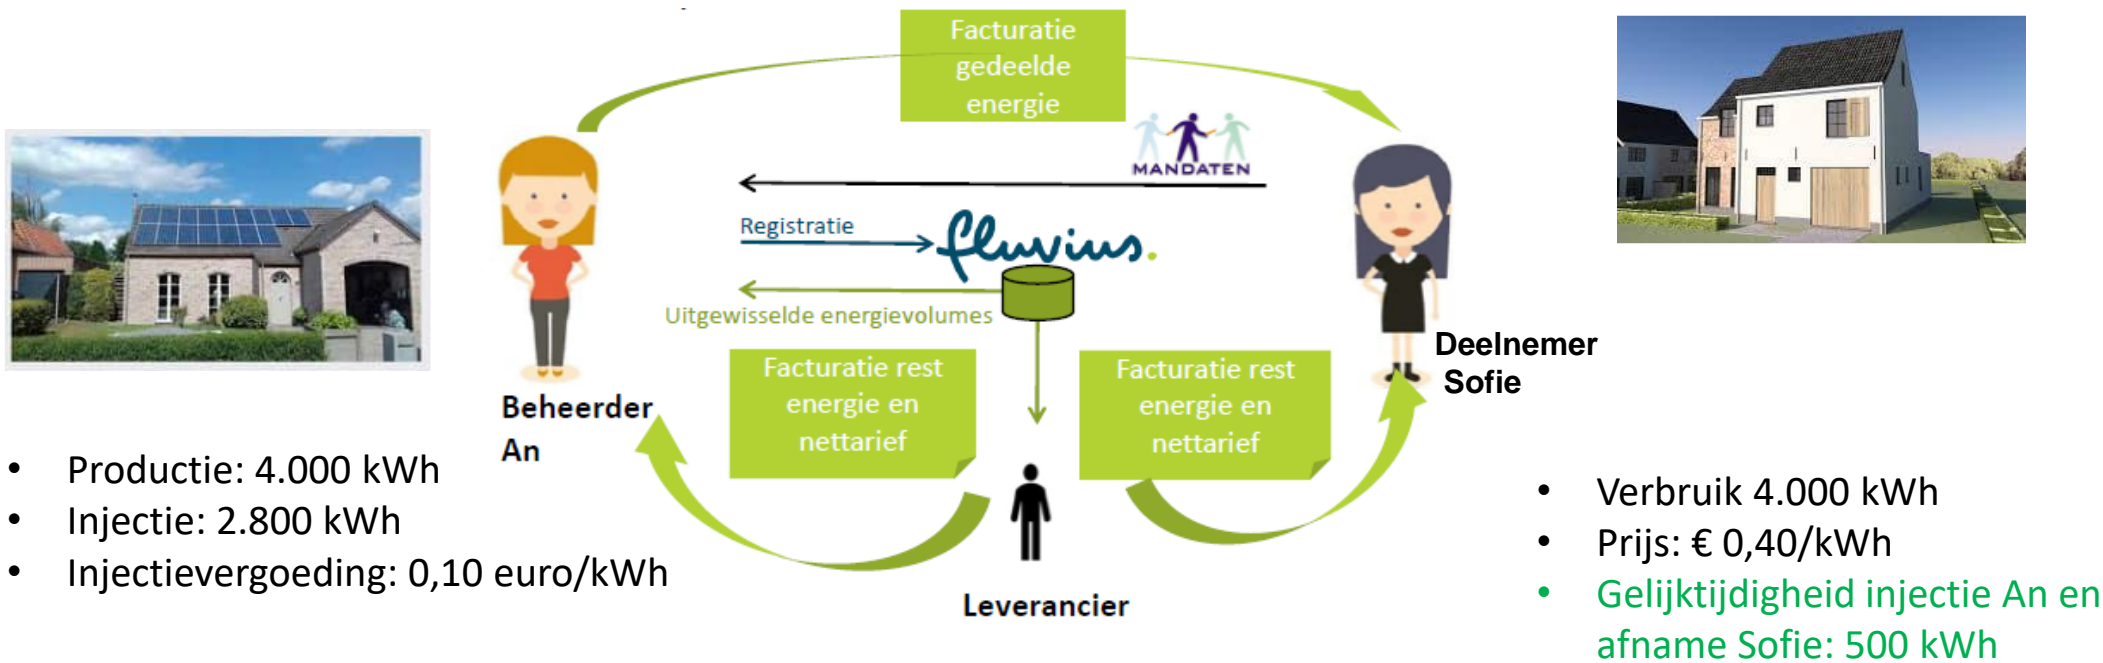 Facturatie
gedeelde
energie
MANDATEN
Registratie
fluvius.
Uitgewisselde energievolumes
Deelnemer
Sofie
Facturatie rest
energie en
nettarief
Facturatie rest
energie en
nettarief
Beheerder
An
• Productie: 4.000 kWh
• Injectie: 2.800 kWh
• Injectievergoeding: 0,10 euro/kWh
Leverancier
• Verbruik 4.000 kWh
• Prijs: € 0,40/kWh
• Gelijktijdigheid injectie An en
afname Sofie: 500 kWh